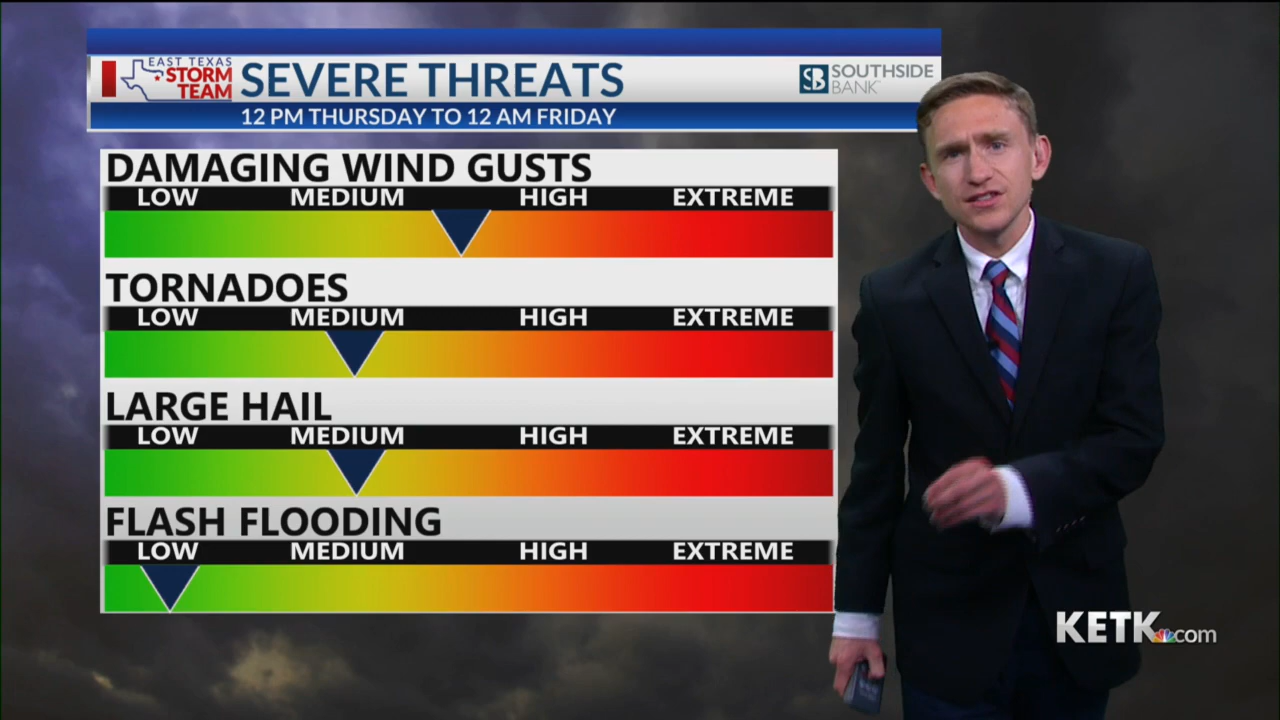 EAST TEXAS
STORM
TEAM
SEVERE THREATS
SOUTHSIDE
BANK
12 PM THURSDAY TO 12 AM FRIDAY
DAMAGING WIND GUSTS
LOW MEDIUM HIGH EXTREME
TORNADOES
LOW MEDIUM HIGH EXTREME
LARGE HAIL
LOW MEDIUM HIGH EXTREME
FLASH FLOODING
LOW MEDIUM HIGH EXTREME
KETK.com